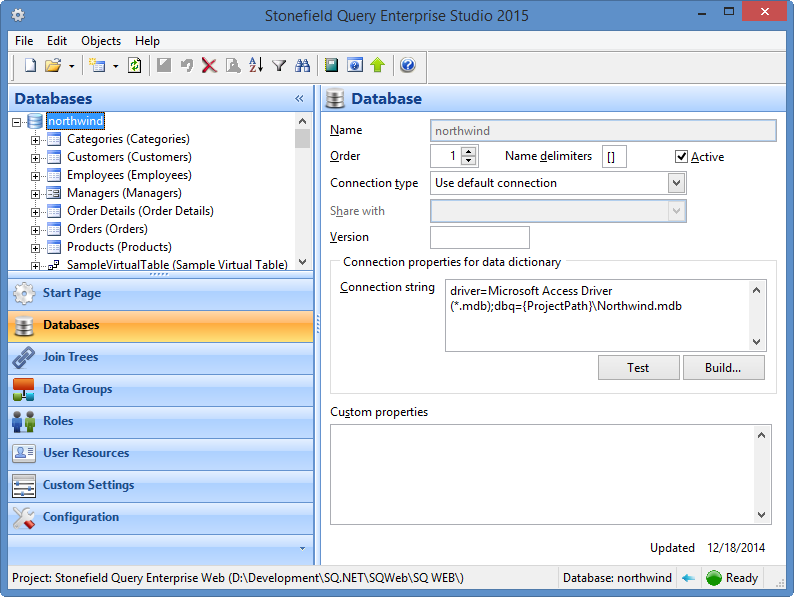 Stonefield Query Enterprise Studio 2015
File Edit Objects Help
Databases
northwind
Categories (Categories)
Customers (Customers)
Employees (Employees)
Managers (Managers)
Order Details (Order Details)
Orders (Orders)
Products (Products)
SampleVirtualTable (Sample Virtual Table)
Start Page
Databases
Join Trees
Data Groups
Roles
User Resources
Custom Settings
Configuration
Database
Name northwind
Order 1 Name delimiters [] Active
Connection type Use default connection
Share with
Version
Connection properties for data dictionary
Connection string driver=Microsoft Access Driver
(*.mdb);dbq={ProjectPath}\Northwind.mdb
Test Build...
Custom properties
Updated 12/18/2014
Project: Stonefield Query Enterprise Web (D:\Development\SQ.NET\SQWeb\SQ WEB\) Database: northwind Ready